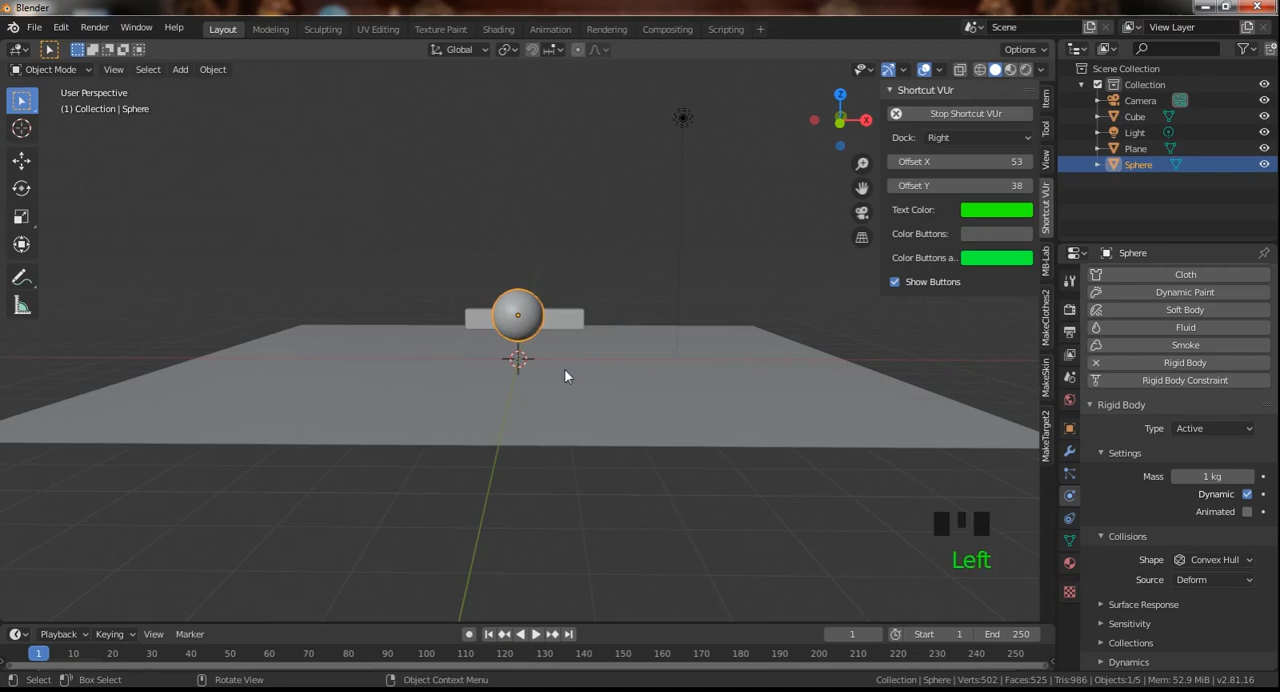 Blender
File Edit Render Window Help Layout Modeling Sculpting UV Editing Texture Paint Shading Animation Rendering Compositing Scripting + Scene View Layer
Global Options
Object Mode View Select Add Object
User Perspective
(1) Collection | Sphere
Z
X
Shortcut VUr
Stop Shortcut VUr
Dock: Right
Offset X 53
Offset Y 38
Text Color:
Color Buttons:
Color Buttons a..
Show Buttons
Item
Tool
View
Shortcut VUr
MB-Lab
MakeClothes2
MakeSkin
MakeTarget2
Scene Collection
Collection
Camera
Cube
Light
Plane
Sphere
Sphere
Cloth
Dynamic Paint
Soft Body
Fluid
Smoke
Rigid Body
Rigid Body Constraint
Rigid Body
Type Active
Settings
Mass 1 kg
Dynamic
Animated
Collisions
Shape Convex Hull
Source Deform
Surface Response
Sensitivity
Collections
Dynamics
Left
Playback Keying View Marker 1 Start 1 End 250
1 10 20 30 40 50 60 70 80 90 100 110 120 130 140 150 160 170 180 190 200 210 220 230 240 250
Select Box Select Rotate View Object Context Menu Collection | Sphere | Verts:502 | Faces:525 | Tris:986 | Objects:1/5 | Mem: 52.9 MiB | v2.81.16